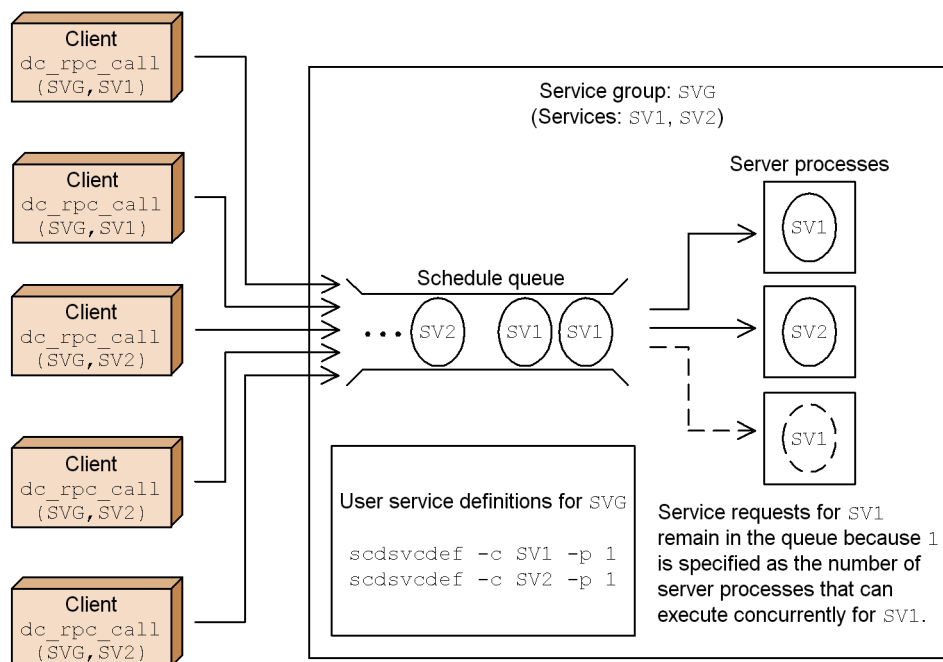 Client
dc_rpc_call
(SVG,SV1)
Client
dc_rpc_call
(SVG,SV1)
Client
dc_rpc_call
(SVG,SV2)
Client
dc_rpc_call
(SVG,SV2)
Client
dc_rpc_call
(SVG,SV2)
Service group: SVG
(Services: SV1, SV2)
Server processes
SV1
SV2
SV1
Schedule queue
... SV2 SV1 SV1
User service definitions for SVG
scdsvcdef -c SV1 -p 1
scdsvcdef -c SV2 -p 1
Service requests for SV1
remain in the queue because 1
is specified as the number of
server processes that can
execute concurrently for SV1.